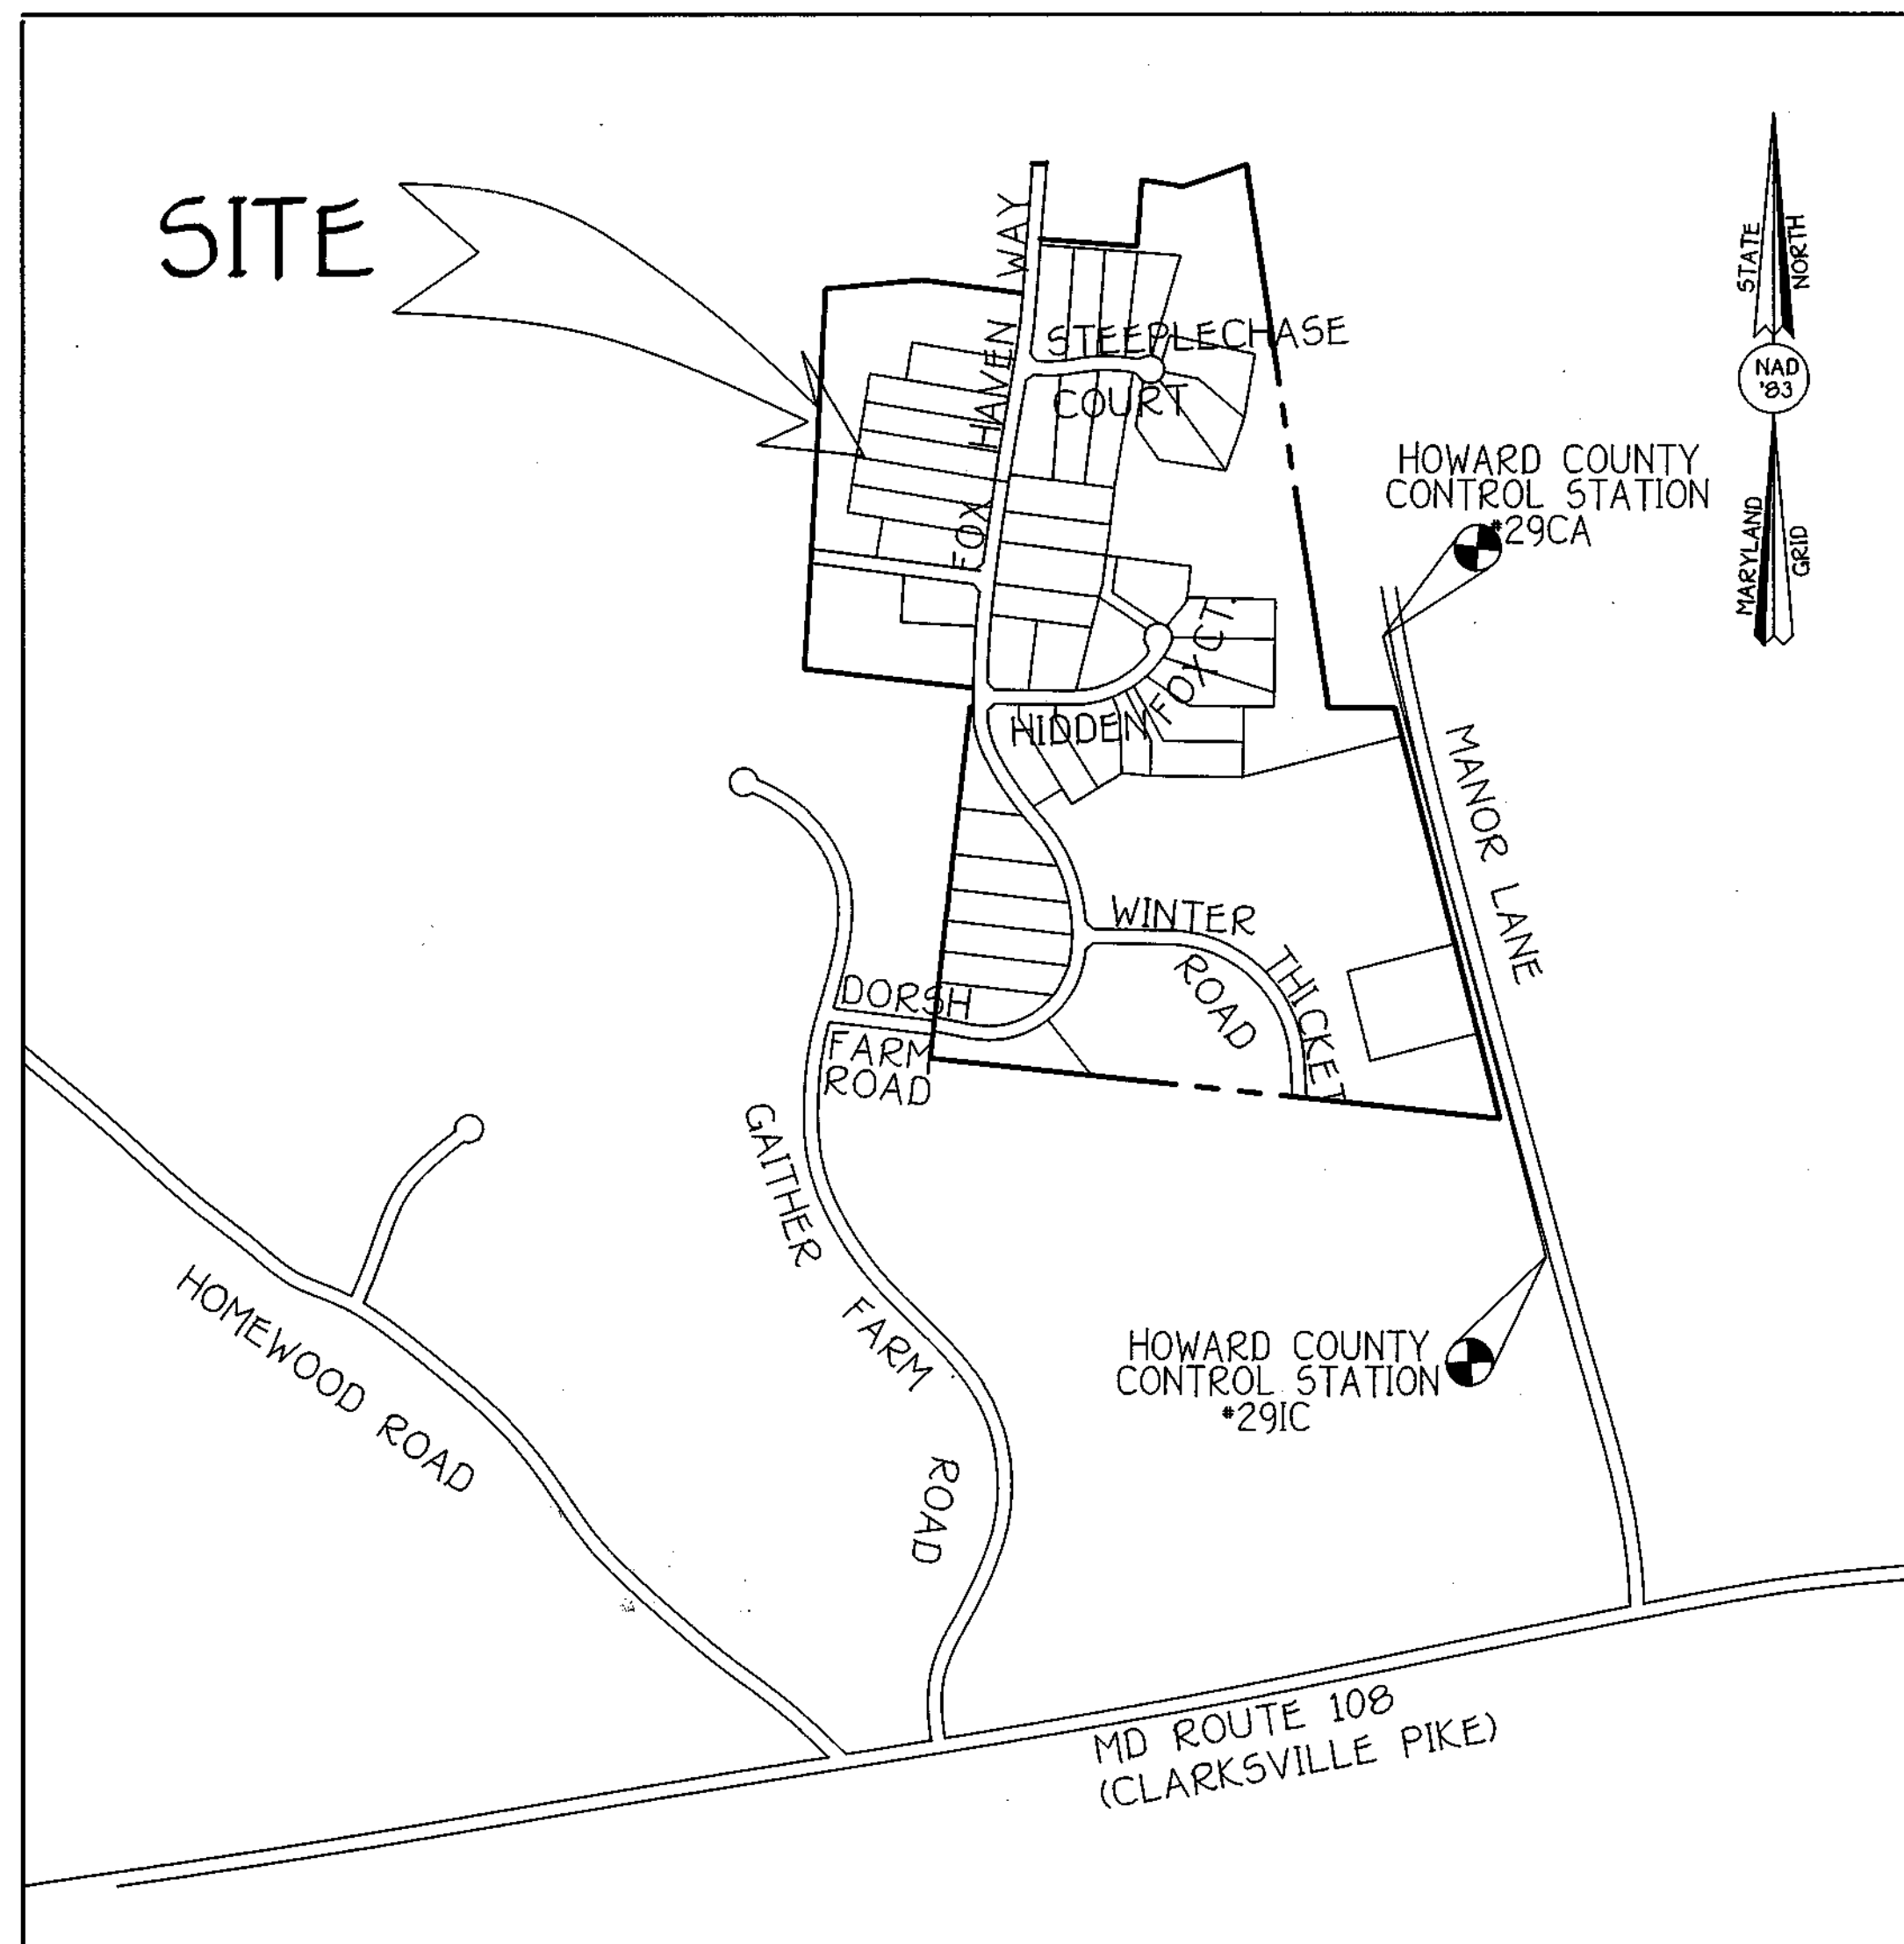 SITE
FOX HAVEN WAY
STEEPLECHASE
COURT
STATE
NORTH
NAD
'83
MARYLAND
GRID
HOWARD COUNTY
CONTROL STATION
#29CA
HIDDEN FOX CT.
MANOR LANE
WINTER THICKET
ROAD
DORSH
FARM
ROAD
GAITHER FARM ROAD
HOMEWOOD ROAD
HOWARD COUNTY
CONTROL STATION
#29IC
MD ROUTE 108
(CLARKSVILLE PIKE)